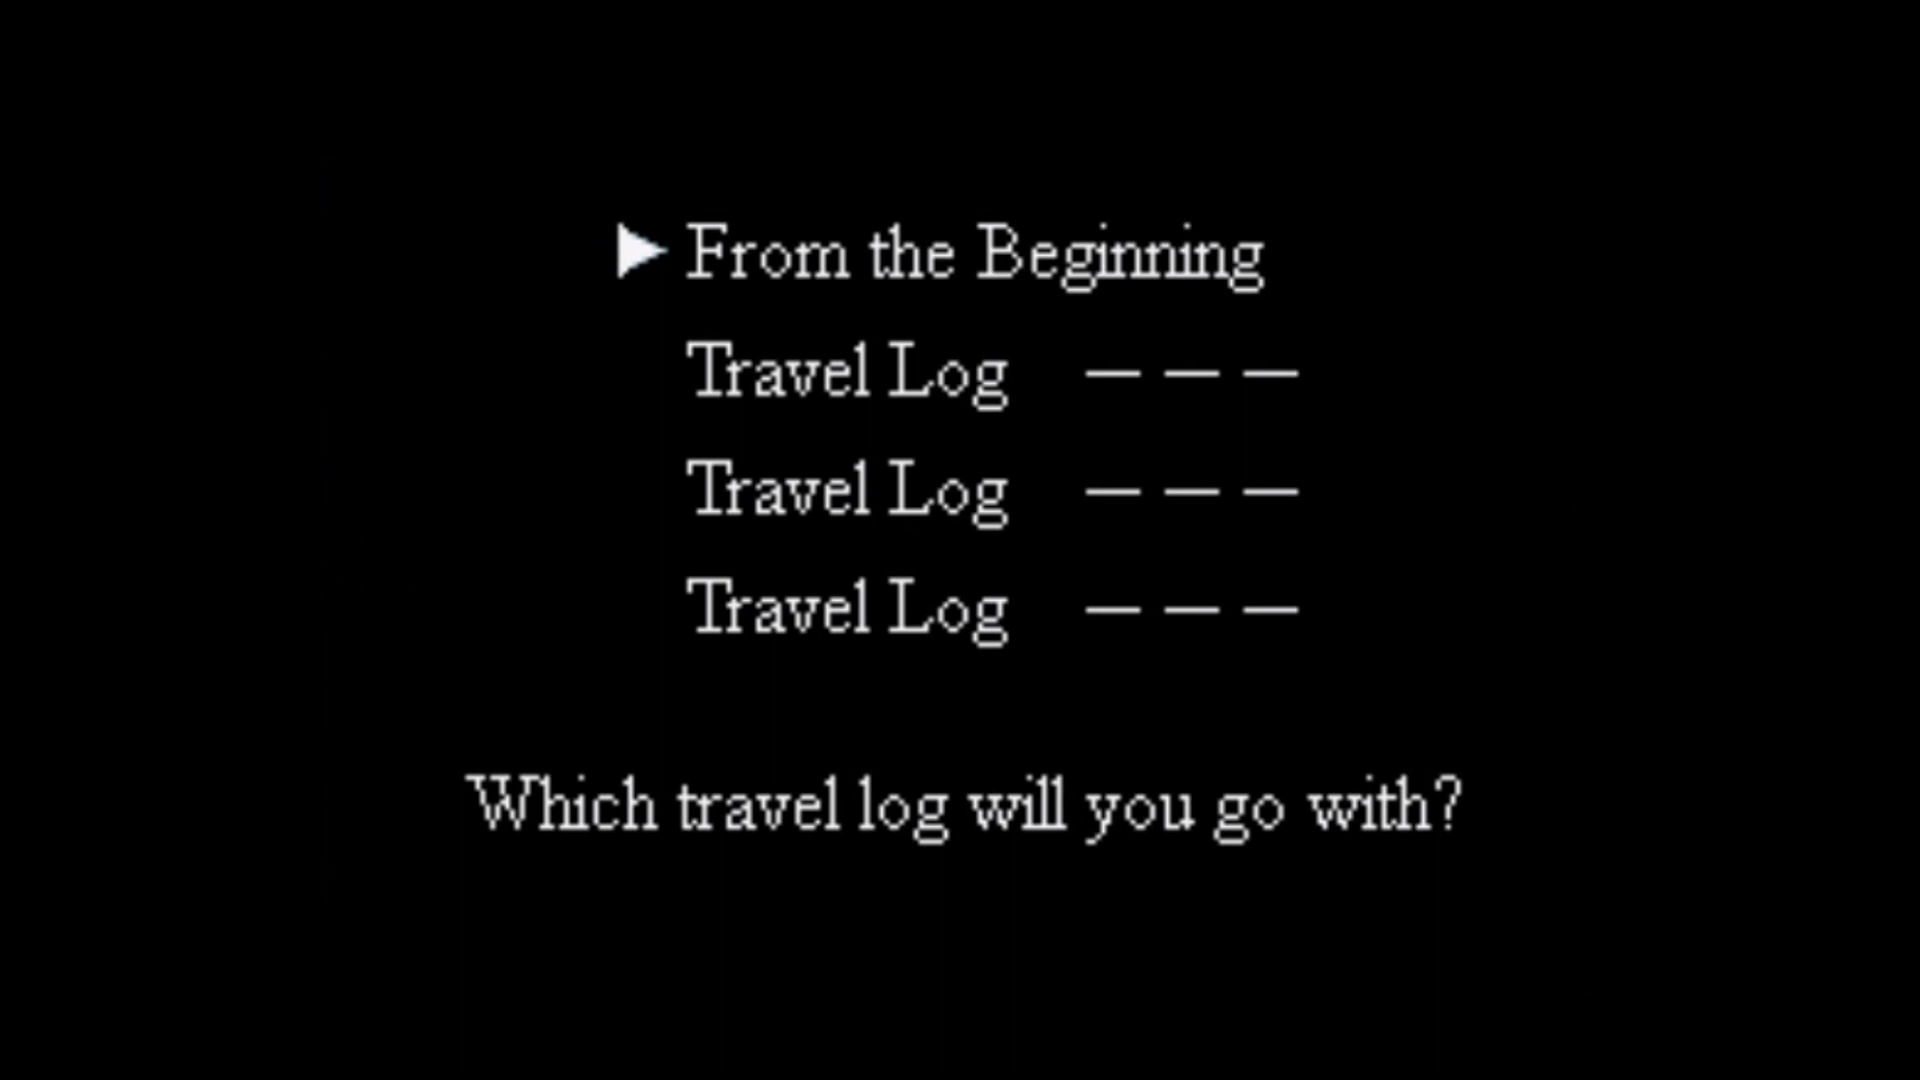 From the Beginning
Travel Log — — —
Travel Log — — —
Travel Log — — —
Which travel log will you go with?